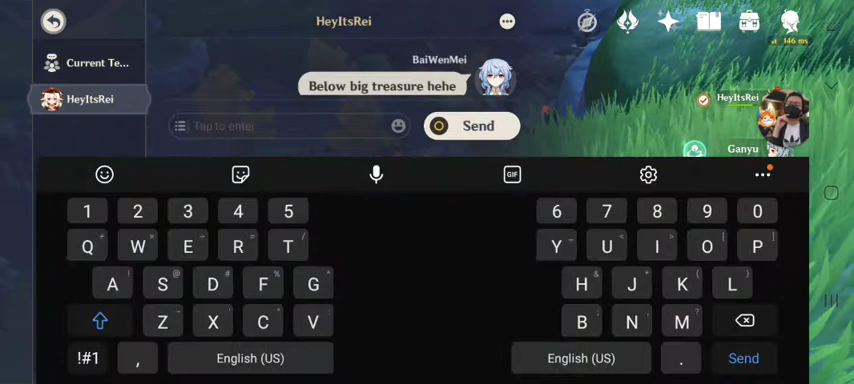 HeyItsRei
146 ms
Current Te...
BaiWenMei
Below big treasure hehe
HeyItsRei
HeyItsRei
Tap to enter
Send
Ganyu
GIF
1 2 3 4 5 6 7 8 9 0
Q W E R T Y U I O P
A S D F G H J K L
Z X C V B N M
!#1 , English (US) English (US) . Send